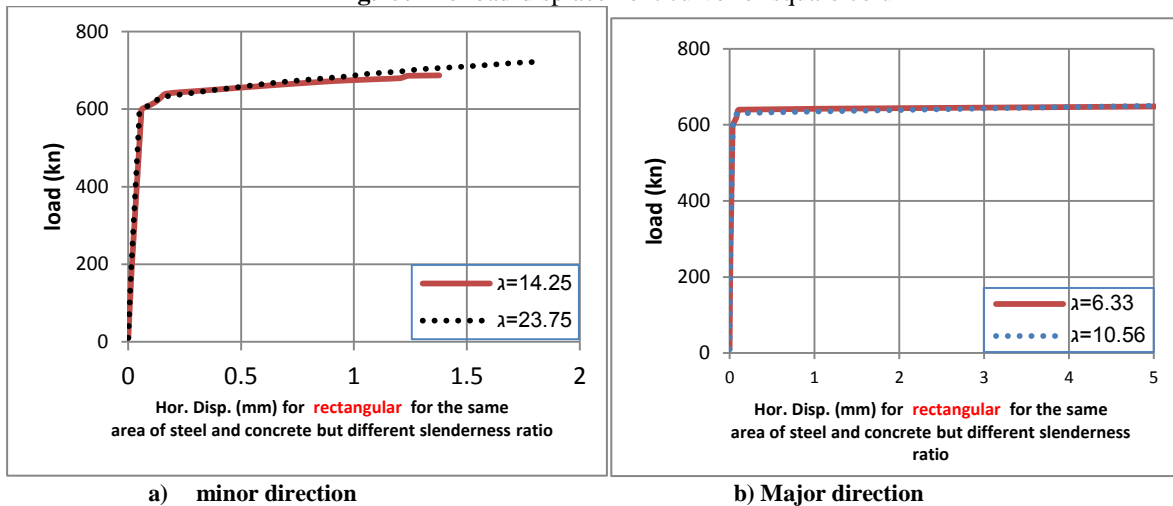 800
600
400
200
0
load (kn)
0 0.5 1 1.5 2
Hor. Disp. (mm) for rectangular for the same
area of steel and concrete but different slenderness ratio
ג=14.25
ג=23.75
a) minor direction
800
600
400
200
0
load (kn)
0 1 2 3 4 5
Hor. Disp. (mm) for rectangular for the same
area of steel and concrete but different slenderness
ratio
ג=6.33
ג=10.56
b) Major direction